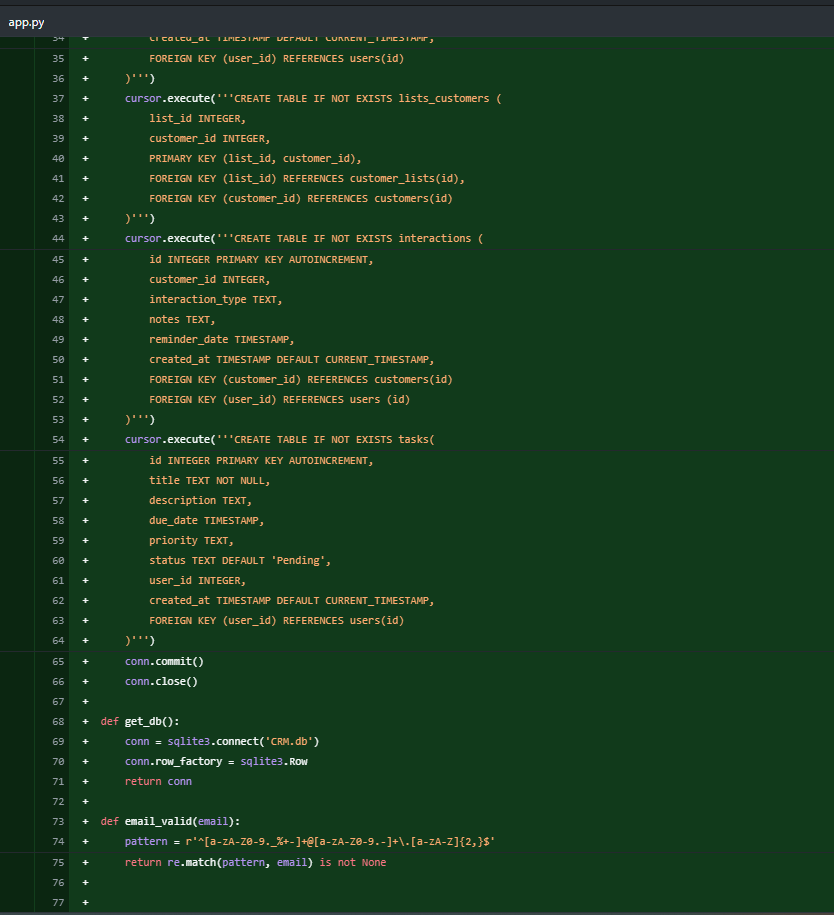 app.py
34 + created_at TIMESTAMP DEFAULT CURRENT_TIMESTAMP,
35 + FOREIGN KEY (user_id) REFERENCES users(id)
36 + )''')
37 + cursor.execute('''CREATE TABLE IF NOT EXISTS lists_customers (
38 + list_id INTEGER,
39 + customer_id INTEGER,
40 + PRIMARY KEY (list_id, customer_id),
41 + FOREIGN KEY (list_id) REFERENCES customer_lists(id),
42 + FOREIGN KEY (customer_id) REFERENCES customers(id)
43 + )''')
44 + cursor.execute('''CREATE TABLE IF NOT EXISTS interactions (
45 + id INTEGER PRIMARY KEY AUTOINCREMENT,
46 + customer_id INTEGER,
47 + interaction_type TEXT,
48 + notes TEXT,
49 + reminder_date TIMESTAMP,
50 + created_at TIMESTAMP DEFAULT CURRENT_TIMESTAMP,
51 + FOREIGN KEY (customer_id) REFERENCES customers(id)
52 + FOREIGN KEY (user_id) REFERENCES users (id)
53 + )''')
54 + cursor.execute('''CREATE TABLE IF NOT EXISTS tasks(
55 + id INTEGER PRIMARY KEY AUTOINCREMENT,
56 + title TEXT NOT NULL,
57 + description TEXT,
58 + due_date TIMESTAMP,
59 + priority TEXT,
60 + status TEXT DEFAULT 'Pending',
61 + user_id INTEGER,
62 + created_at TIMESTAMP DEFAULT CURRENT_TIMESTAMP,
63 + FOREIGN KEY (user_id) REFERENCES users(id)
64 + )''')
65 + conn.commit()
66 + conn.close()
67 +
68 + def get_db():
69 + conn = sqlite3.connect('CRM.db')
70 + conn.row_factory = sqlite3.Row
71 + return conn
72 +
73 + def email_valid(email):
74 + pattern = r'^[a-zA-Z0-9._%+-]+@[a-zA-Z0-9.-]+\.[a-zA-Z]{2,}$'
75 + return re.match(pattern, email) is not None
76 +
77 +